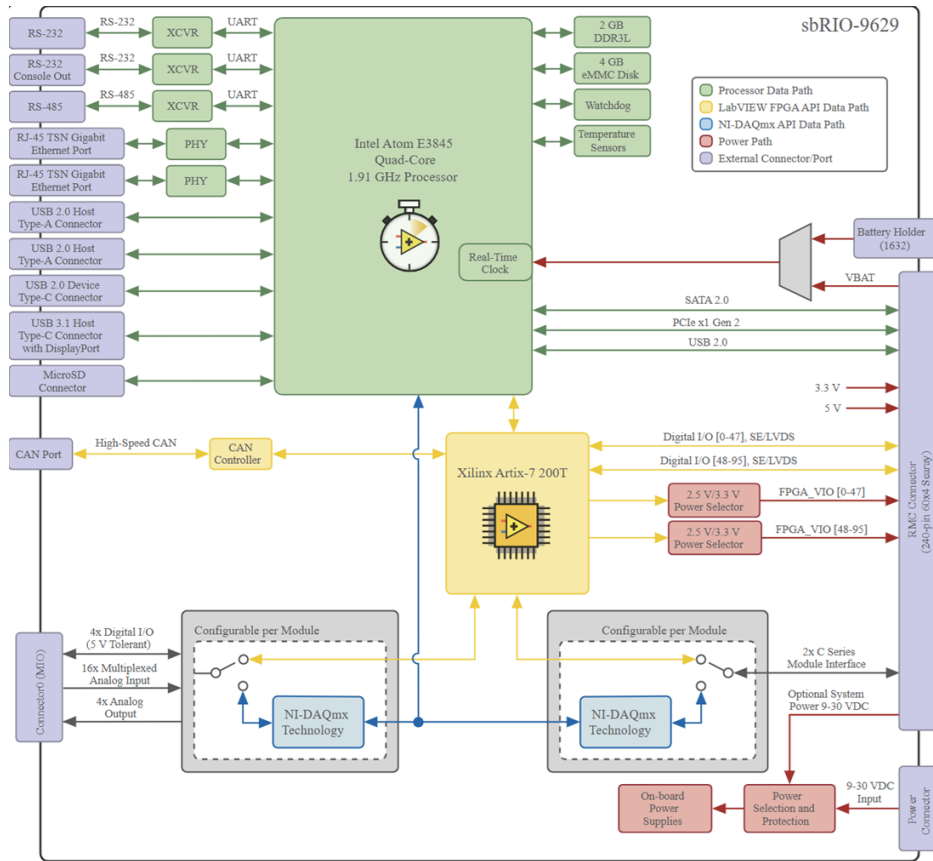 sbRIO-9629
RS-232
RS-232
XCVR
UART
RS-232
Console Out
RS-232
XCVR
UART
RS-485
RS-485
XCVR
UART
RJ-45 TSN Gigabit
Ethernet Port
PHY
RJ-45 TSN Gigabit
Ethernet Port
PHY
USB 2.0 Host
Type-A Connector
USB 2.0 Host
Type-A Connector
USB 2.0 Device
Type-C Connector
USB 3.1 Host
Type-C Connector
with DisplayPort
MicroSD
Connector
Intel Atom E3845
Quad-Core
1.91 GHz Processor
Real-Time
Clock
2 GB
DDR3L
4 GB
eMMC Disk
Watchdog
Temperature
Sensors
Processor Data Path
LabVIEW FPGA API Data Path
NI-DAQmx API Data Path
Power Path
External Connector/Port
Battery Holder
(1632)
VBAT
SATA 2.0
PCIe x1 Gen 2
USB 2.0
3.3 V
5 V
RMC Connector
(240-pin 60x4 Searay)
CAN Port
High-Speed CAN
CAN
Controller
Xilinx Artix-7 200T
Digital I/O [0-47], SE/LVDS
Digital I/O [48-95], SE/LVDS
2.5 V/3.3 V
Power Selector
FPGA_VIO [0-47]
2.5 V/3.3 V
Power Selector
FPGA_VIO [48-95]
Connector0 (MIO)
4x Digital I/O
(5 V Tolerant)
16x Multiplexed
Analog Input
4x Analog
Output
Configurable per Module
NI-DAQmx
Technology
Configurable per Module
NI-DAQmx
Technology
2x C Series
Module Interface
Optional System
Power 9-30 VDC
On-board
Power
Supplies
Power
Selection and
Protection
9-30 VDC
Input
Power
Connector